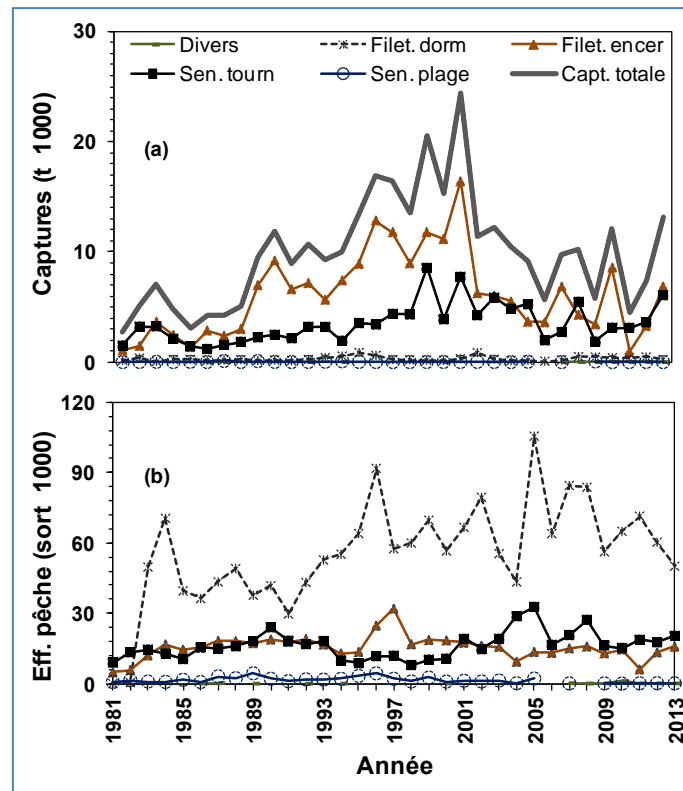 30
Divers Filet. dorm Filet. encer
Sen. tourn Sen. plage Capt. totale
(a)
20
10
0
Captures (t 1000)
120
(b)
90
60
30
0
Eff. pêche (sort 1000)
1981 1985 1989 1993 1997 2001 2005 2009 2013
Année